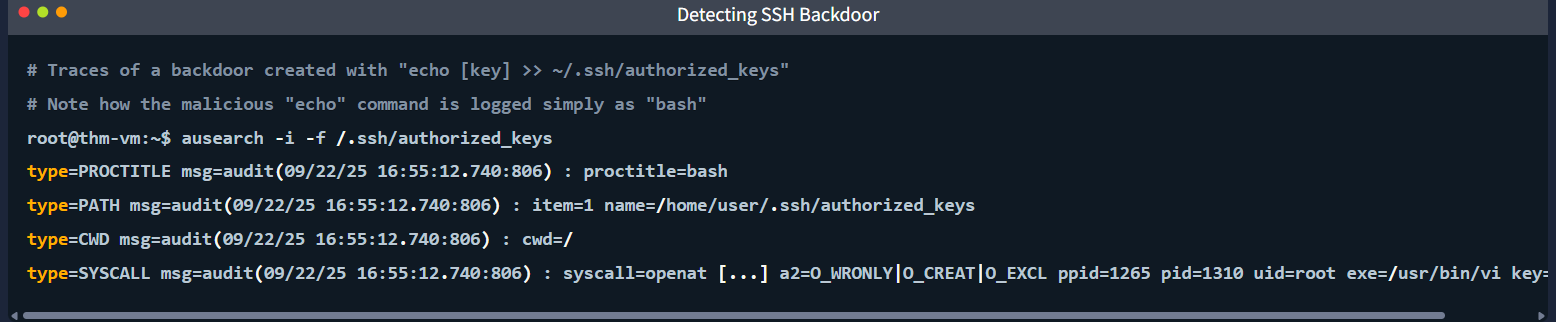 Detecting SSH Backdoor
# Traces of a backdoor created with "echo [key] >> ~/.ssh/authorized_keys"
# Note how the malicious "echo" command is logged simply as "bash"
root@thm-vm:~$ ausearch -i -f /.ssh/authorized_keys
type=PROCTITLE msg=audit(09/22/25 16:55:12.740:806) : proctitle=bash
type=PATH msg=audit(09/22/25 16:55:12.740:806) : item=1 name=/home/user/.ssh/authorized_keys
type=CWD msg=audit(09/22/25 16:55:12.740:806) : cwd=/
type=SYSCALL msg=audit(09/22/25 16:55:12.740:806) : syscall=openat [...] a2=O_WRONLY|O_CREAT|O_EXCL ppid=1265 pid=1310 uid=root exe=/usr/bin/vi key=